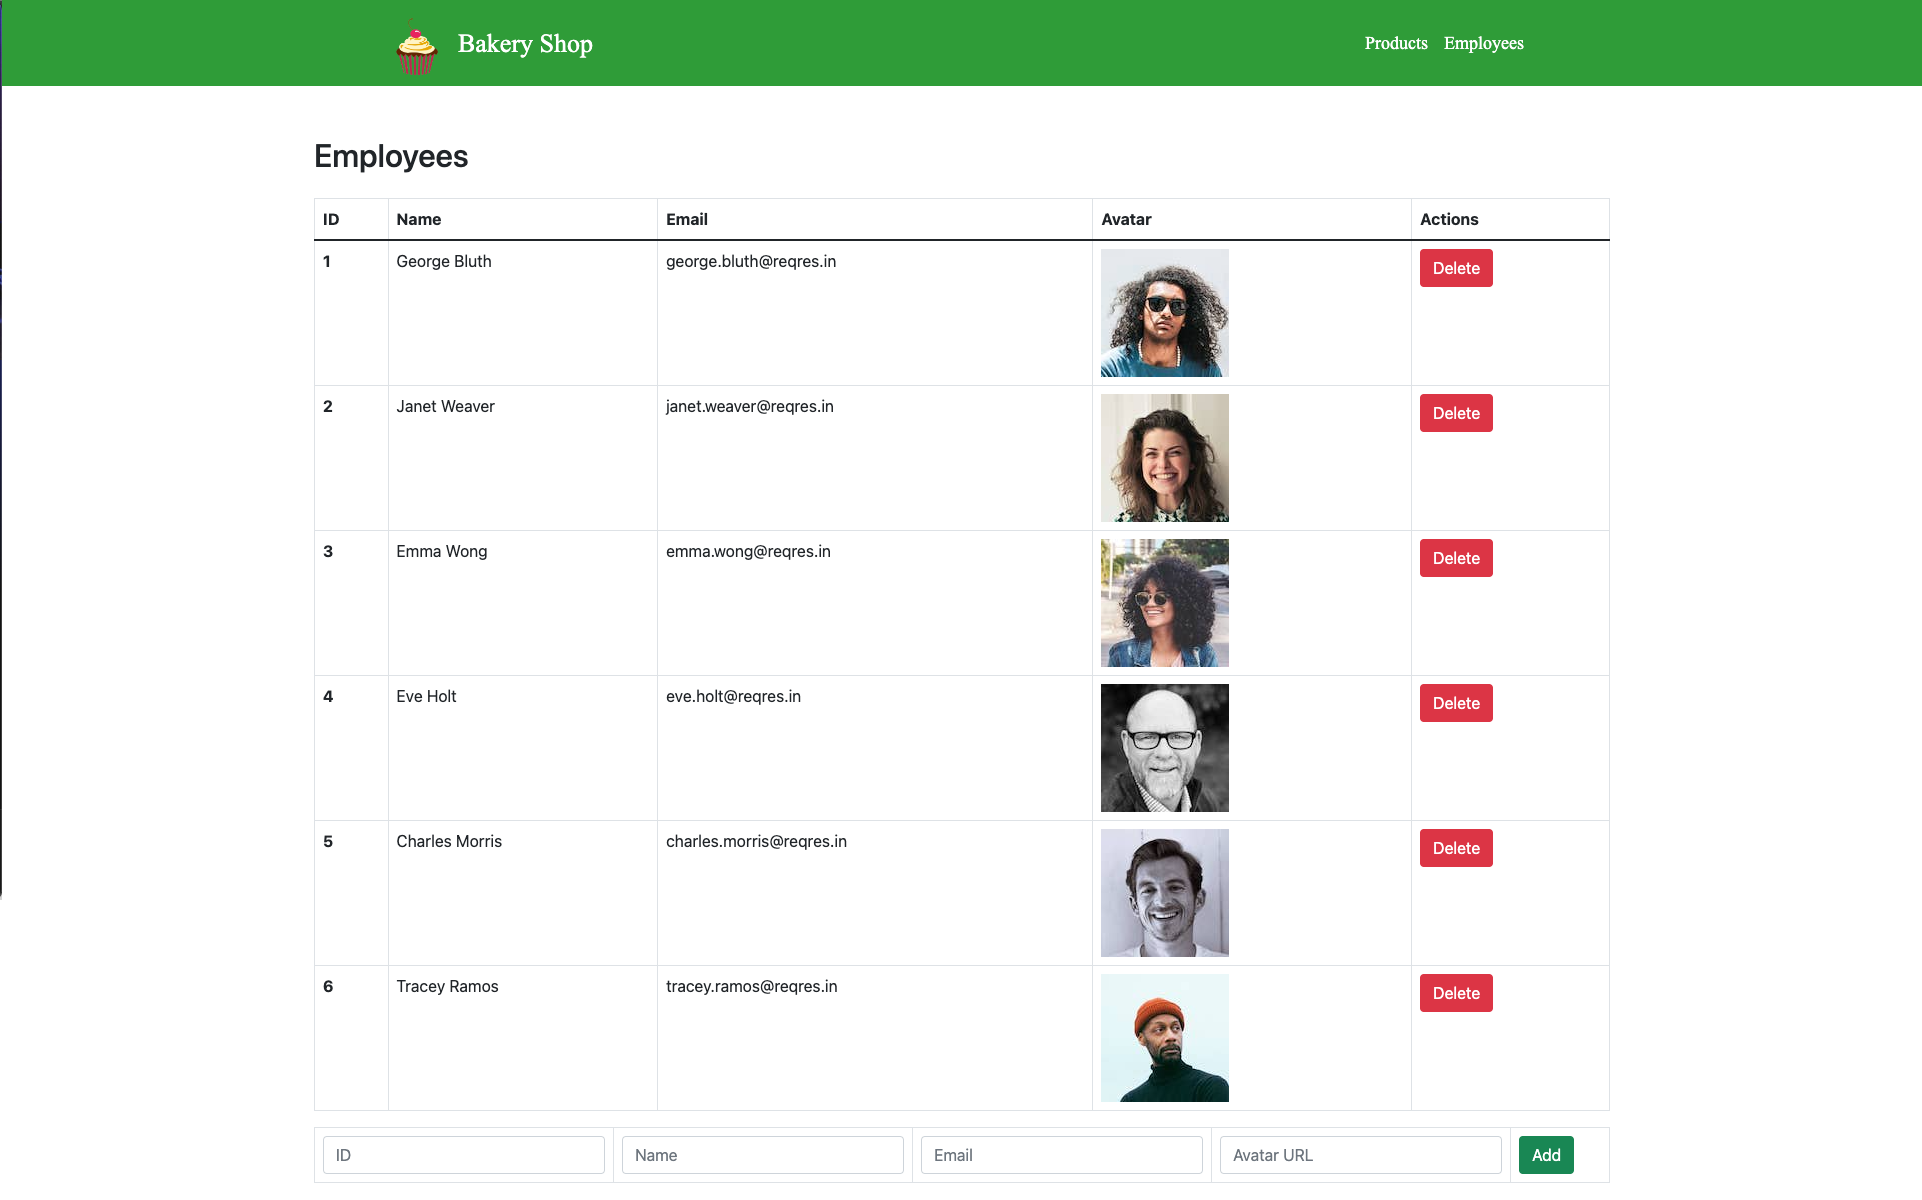 Bakery Shop
Products Employees
Employees
ID Name Email Avatar Actions
1 George Bluth george.bluth@reqres.in Delete
2 Janet Weaver janet.weaver@reqres.in Delete
3 Emma Wong emma.wong@reqres.in Delete
4 Eve Holt eve.holt@reqres.in Delete
5 Charles Morris charles.morris@reqres.in Delete
6 Tracey Ramos tracey.ramos@reqres.in Delete
ID Name Email Avatar URL Add